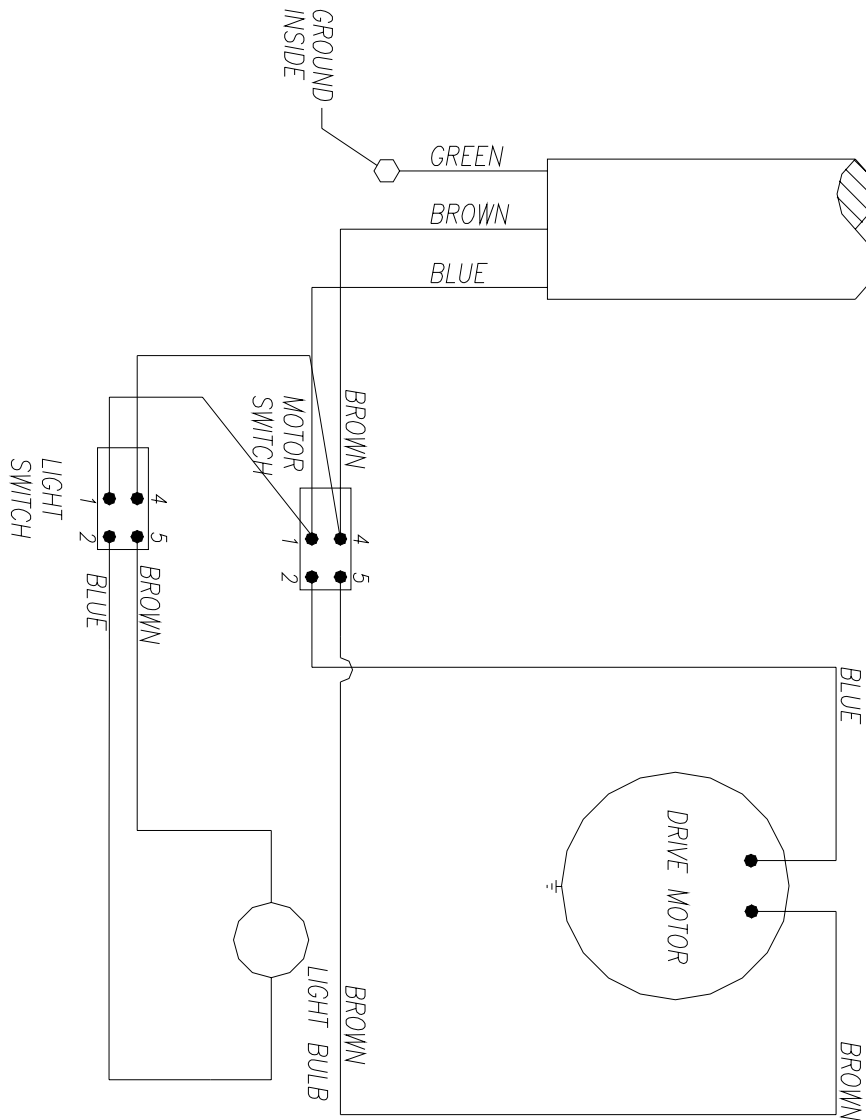 GROUND
INSIDE
GREEN
BROWN
BLUE
BROWN
MOTOR
SWITCH
4
1
5
2
LIGHT
SWITCH
4
1
5
2
BROWN
BLUE
BLUE
DRIVE MOTOR
BROWN
LIGHT BULB
BROWN